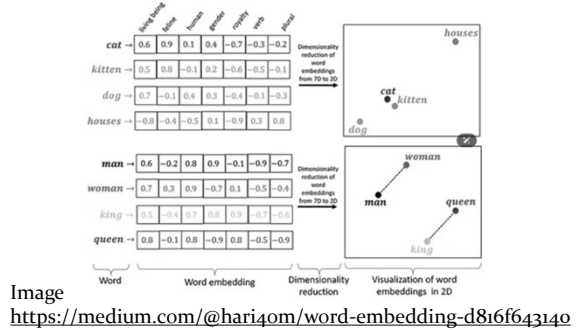 living being feline human gender royalty verb plural
cat → 0.6 0.9 0.1 0.4 −0.7 −0.3 −0.2
kitten → 0.5 0.8 −0.1 0.2 −0.6 −0.5 −0.1
dog → 0.7 −0.1 0.4 0.3 −0.4 −0.1 −0.3
houses → −0.8 −0.4 −0.5 0.1 −0.9 0.3 0.8
Dimensionality
reduction of
word
embeddings
from 7D to 2D
houses
cat
kitten
dog
man → 0.6 −0.2 0.8 0.9 −0.1 −0.9 −0.7
woman → 0.7 0.3 0.9 −0.7 0.1 −0.5 −0.4
king → 0.5 −0.4 0.7 0.8 0.9 −0.7 −0.6
queen → 0.8 −0.1 0.8 −0.9 0.8 −0.5 −0.9
Dimensionality
reduction of
word
embeddings
from 7D to 2D
woman
man
queen
king
Word
Word embedding
Dimensionality
reduction
Visualization of word
embeddings in 2D
Image
https://medium.com/@hari4om/word-embedding-d816f643140